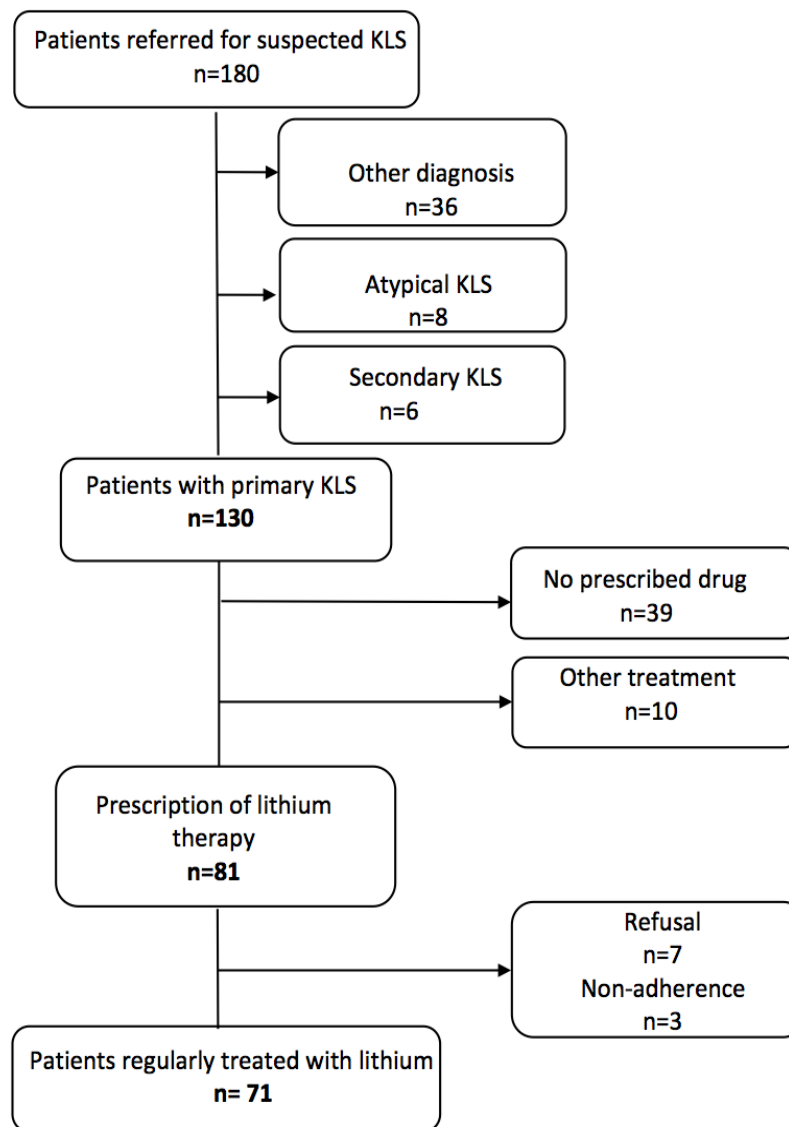 Patients referred for suspected KLS
n=180
Other diagnosis
n=36
Atypical KLS
n=8
Secondary KLS
n=6
Patients with primary KLS
n=130
No prescribed drug
n=39
Other treatment
n=10
Prescription of lithium
therapy
n=81
Refusal
n=7
Non-adherence
n=3
Patients regularly treated with lithium
n= 71